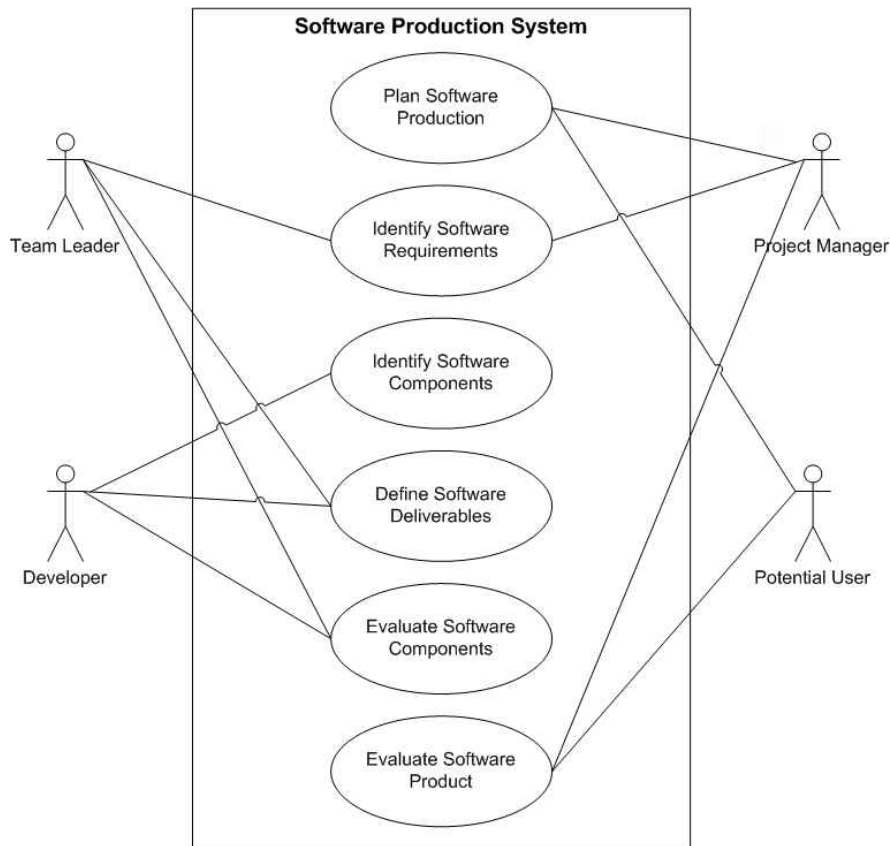 Software Production System
Plan Software
Production
Team Leader
Identify Software
Requirements
Project Manager
Identify Software
Components
Define Software
Deliverables
Developer
Potential User
Evaluate Software
Components
Evaluate Software
Product